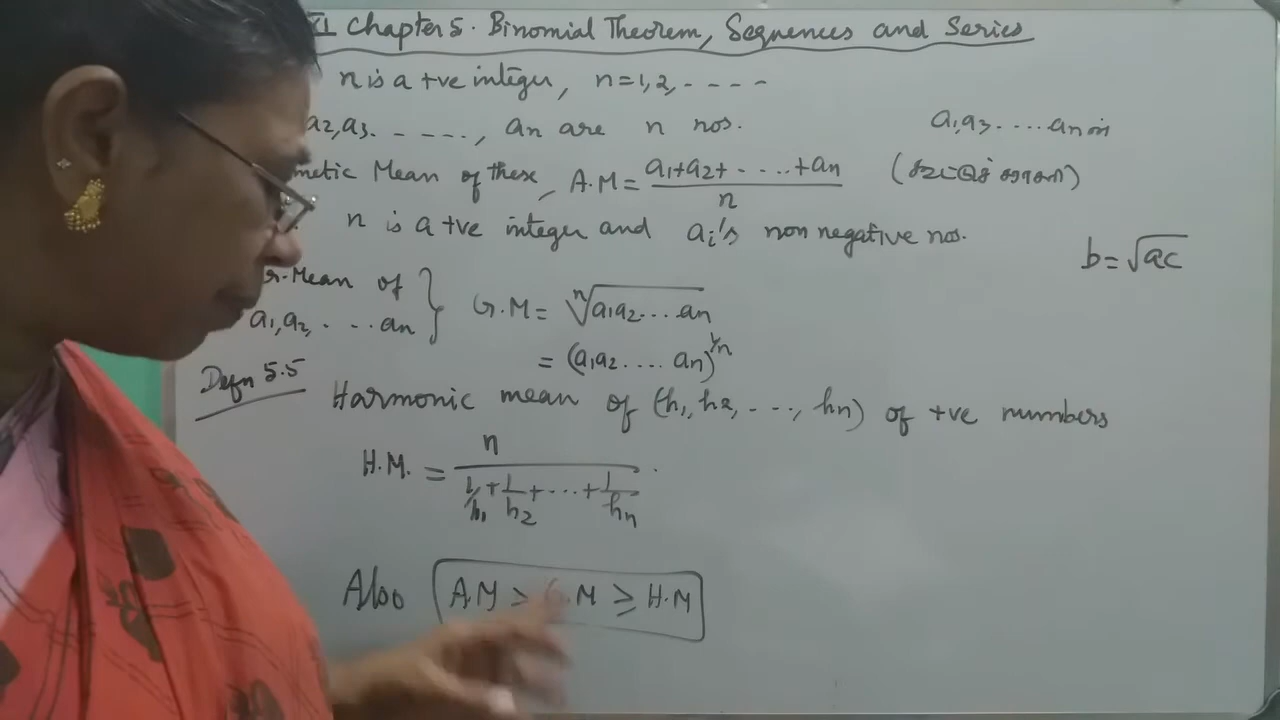 XI Chapter 5. Binomial Theorem, Sequences and Series
n is a +ve integer, n=1,2,----
a2,a3. - ----, an are n nos.
a1,a3....an in
metic Mean of these, A.M = a1+a2+ ....+an / n
n is a +ve integer and ai's non negative nos.
b = √ac
Mean of a1,a2, ...an } G.M = ⁿ√a1a2...an
= (a1a2.... an)^1/n
Defn 5.5
Harmonic mean of (h1,h2, ..., hn) of +ve numbers
H.M. = n / 1/h1 + 1/h2 + ... + 1/hn
Also A.M ≥ G.M ≥ H.M